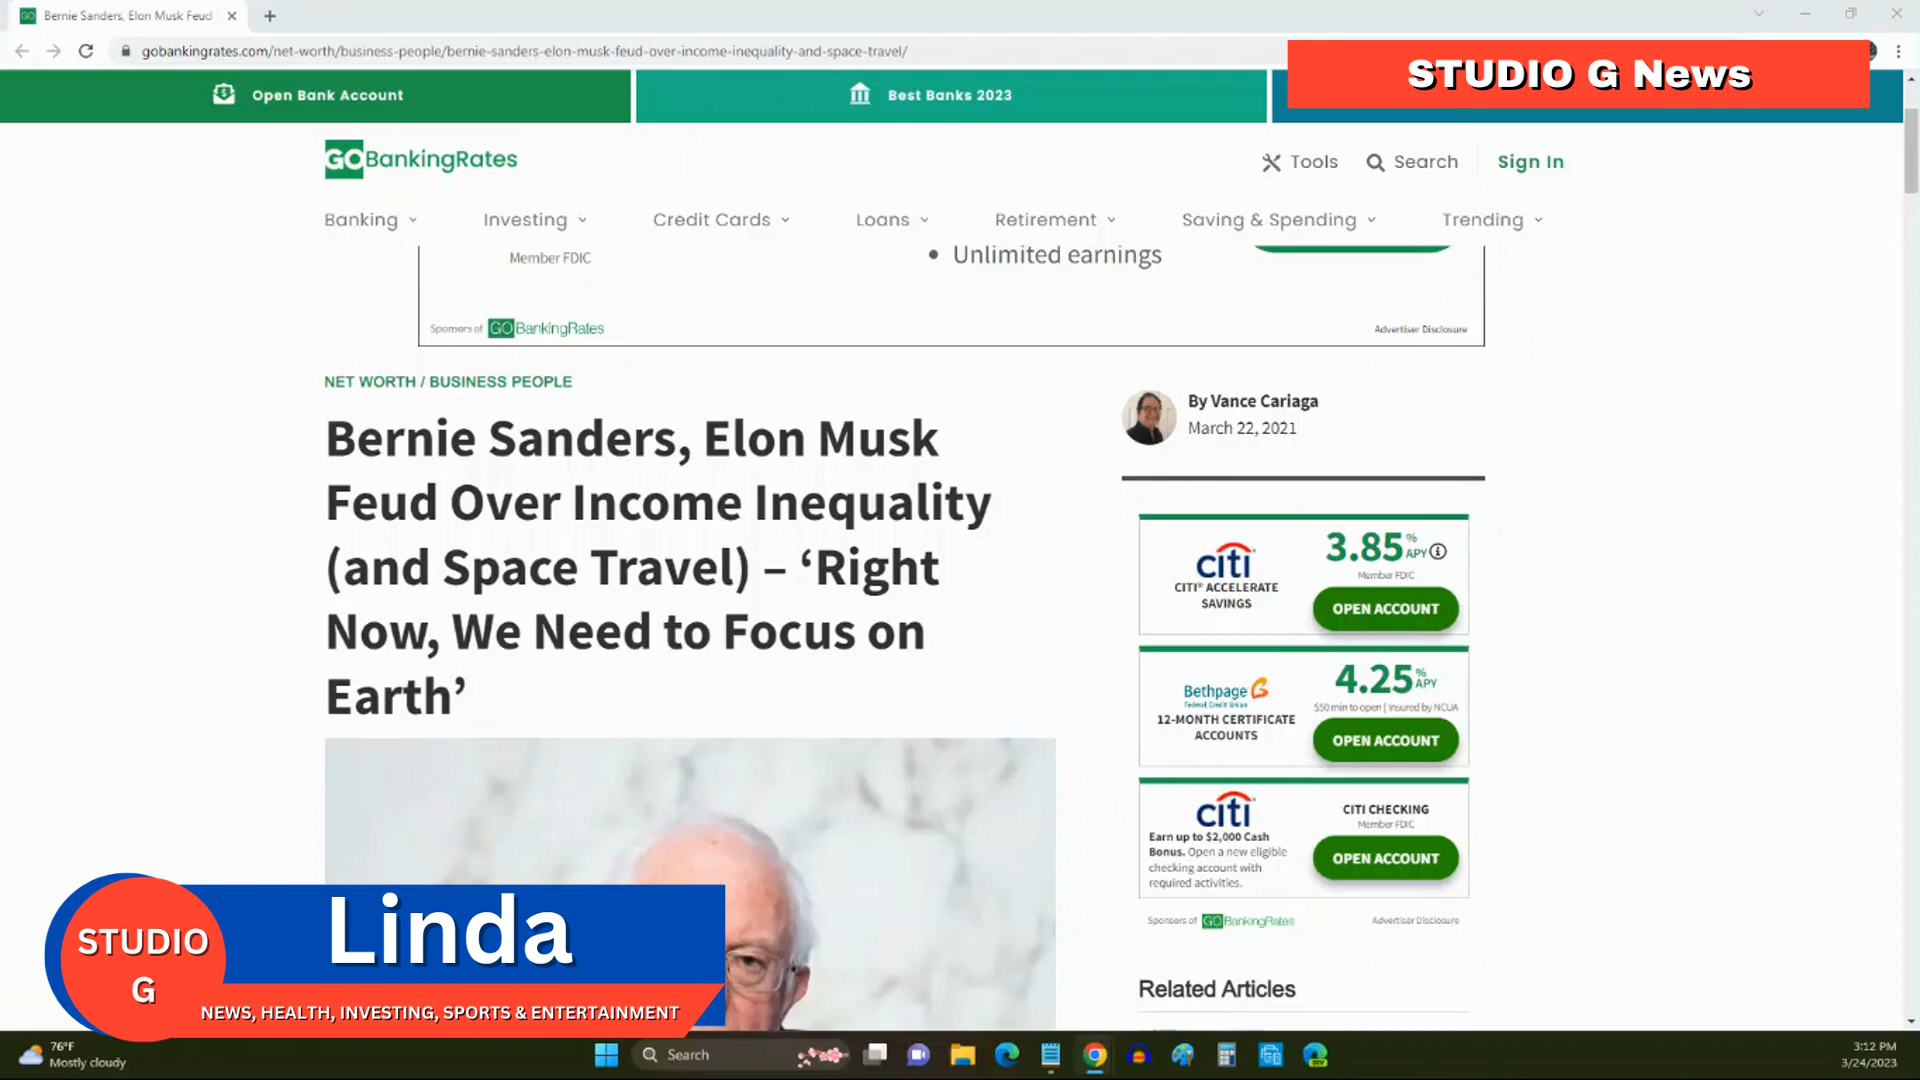 Bernie Sanders, Elon Musk Feud
gobankingrates.com/net-worth/business-people/bernie-sanders-elon-musk-feud-over-income-inequality-and-space-travel/
STUDIO G News
Open Bank Account
Best Banks 2023
GOBankingRates
Tools
Search
Sign In
Banking
Investing
Credit Cards
Loans
Retirement
Saving & Spending
Trending
Member FDIC
• Unlimited earnings
Sponsors of GOBankingRates
Advertiser Disclosure
NET WORTH / BUSINESS PEOPLE
Bernie Sanders, Elon Musk
Feud Over Income Inequality
(and Space Travel) – ‘Right
Now, We Need to Focus on
Earth’
By Vance Cariaga
March 22, 2021
citi
CITI® ACCELERATE
SAVINGS
3.85% APY
Member FDIC
OPEN ACCOUNT
Bethpage
Federal Credit Union
12-MONTH CERTIFICATE
ACCOUNTS
4.25% APY
$50 min to open | Insured by NCUA
OPEN ACCOUNT
citi
Earn up to $2,000 Cash
Bonus. Open a new eligible
checking account with
required activities.
CITI CHECKING
Member FDIC
OPEN ACCOUNT
Sponsors of GOBankingRates
Advertiser Disclosure
Related Articles
STUDIO
G
Linda
NEWS, HEALTH, INVESTING, SPORTS & ENTERTAINMENT
76°F
Mostly cloudy
Search
3:12 PM
3/24/2023